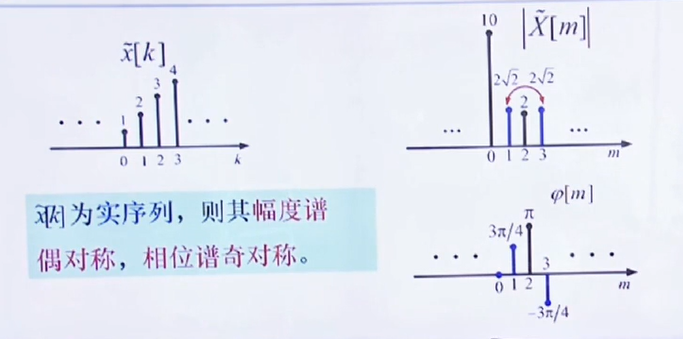 x̃[k]
1 2 3 4
··· ···
0 1 2 3 k
x̃[k]为实序列，则其幅度谱
偶对称，相位谱奇对称。
|X̃[m]|
10
2√2 2√2
2
... ...
0 1 2 3 m
φ[m]
π
3π/4
3
··· ···
0 1 2 m
-3π/4